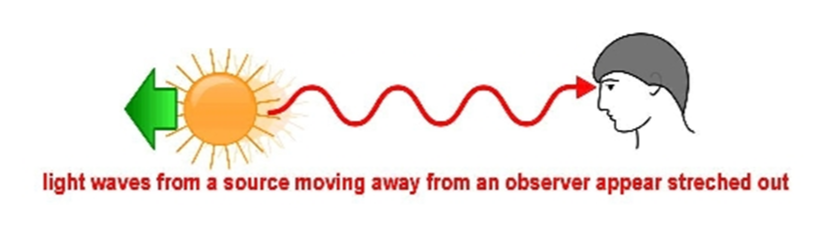 light waves from a source moving away from an observer appear streched out